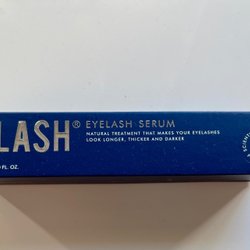 LASH® EYELASH SERUM
NATURAL TREATMENT THAT MAKES YOUR EYELASHES
LOOK LONGER, THICKER AND DARKER
FL. OZ.